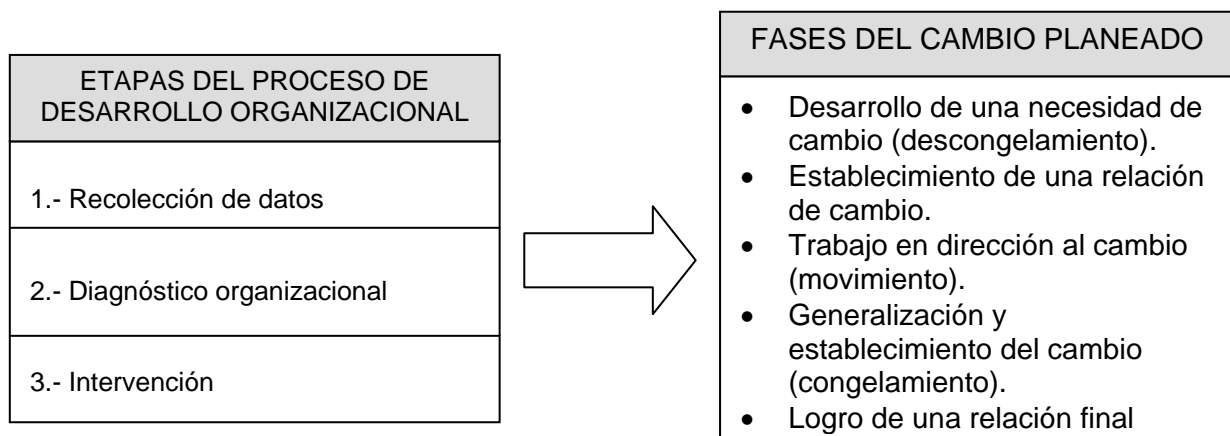 ETAPAS DEL PROCESO DE
DESARROLLO ORGANIZACIONAL
1.- Recolección de datos
2.- Diagnóstico organizacional
3.- Intervención
FASES DEL CAMBIO PLANEADO
• Desarrollo de una necesidad de
cambio (descongelamiento).
• Establecimiento de una relación
de cambio.
• Trabajo en dirección al cambio
(movimiento).
• Generalización y
establecimiento del cambio
(congelamiento).
• Logro de una relación final